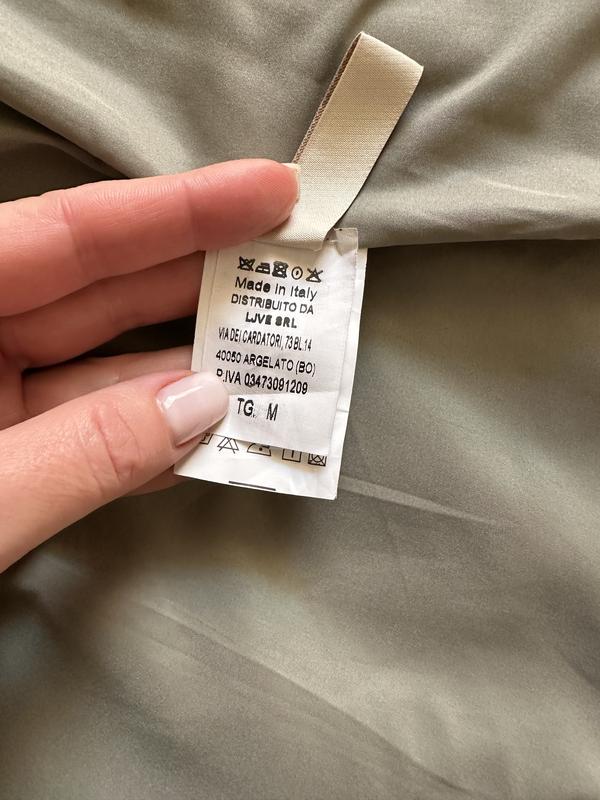 Made in Italy
DISTRIBUITO DA
LJVE SRL
VIA DEI CARDATORI, 73 BL.14
40050 ARGELATO (BO)
P.IVA 03473091209
TG. M